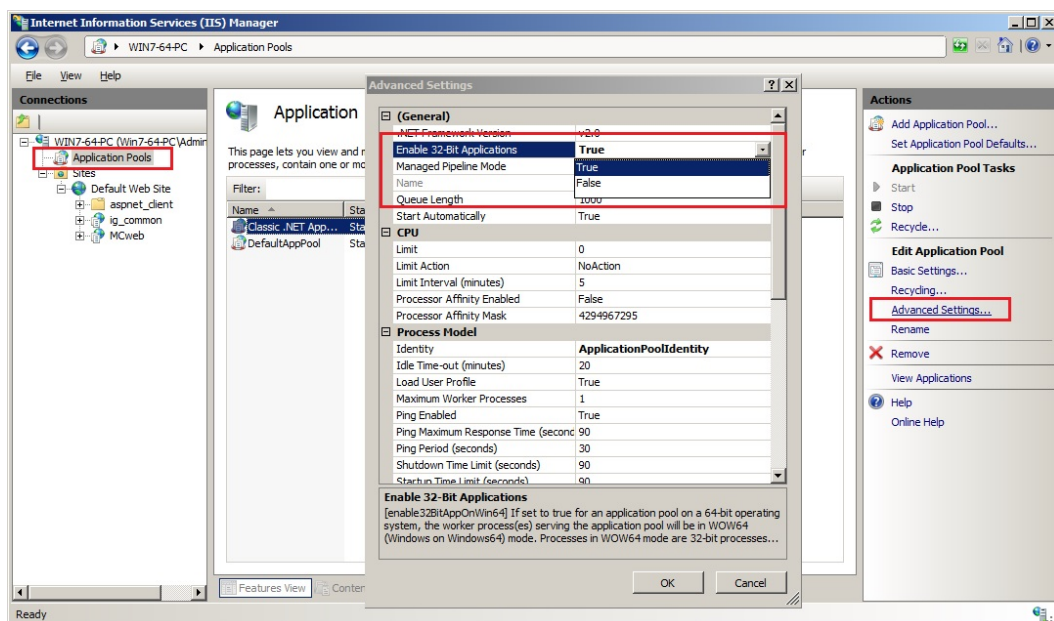 Internet Information Services (IIS) Manager
WIN7-64-PC Application Pools
File View Help
Connections
WIN7-64-PC (Win7-64-PC\Admin
Application Pools
Sites
Default Web Site
aspnet_client
ig_common
MCweb
Application
This page lets you view and
processes, contain one or mo
Filter:
Name Sta
Classic .NET App... Sta
DefaultAppPool Sta
Features View Conten
Advanced Settings
(General)
.NET Framework Version v2.0
Enable 32-Bit Applications True
Managed Pipeline Mode True
Name False
Queue Length 1000
Start Automatically True
CPU
Limit 0
Limit Action NoAction
Limit Interval (minutes) 5
Processor Affinity Enabled False
Processor Affinity Mask 4294967295
Process Model
Identity ApplicationPoolIdentity
Idle Time-out (minutes) 20
Load User Profile True
Maximum Worker Processes 1
Ping Enabled True
Ping Maximum Response Time (second 90
Ping Period (seconds) 30
Shutdown Time Limit (seconds) 90
Startup Time Limit (seconds) 90
Enable 32-Bit Applications
[enable32BitAppOnWin64] If set to true for an application pool on a 64-bit operating
system, the worker process(es) serving the application pool will be in WOW64
(Windows on Windows64) mode. Processes in WOW64 mode are 32-bit processes...
OK Cancel
Actions
Add Application Pool...
Set Application Pool Defaults...
Application Pool Tasks
Start
Stop
Recycle...
Edit Application Pool
Basic Settings...
Recycling...
Advanced Settings...
Rename
Remove
View Applications
Help
Online Help
Ready